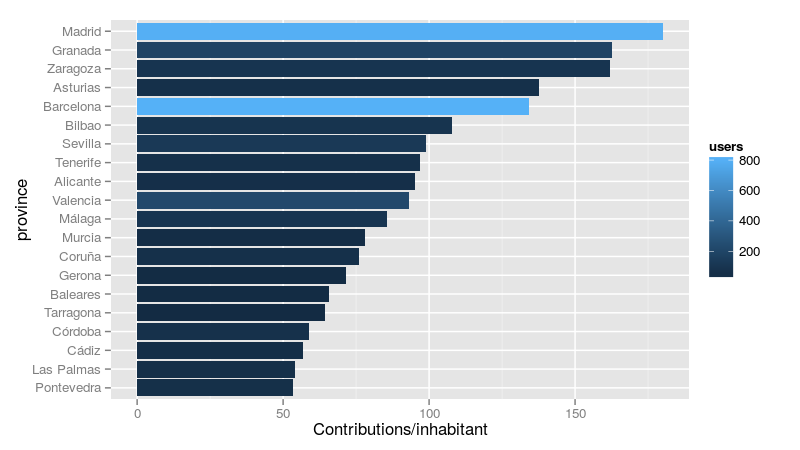 Madrid
Granada
Zaragoza
Asturias
Barcelona
Bilbao
Sevilla
Tenerife
Alicante
Valencia
Málaga
Murcia
Coruña
Gerona
Baleares
Tarragona
Córdoba
Cádiz
Las Palmas
Pontevedra
province
0 50 100 150
Contributions/inhabitant
users
800
600
400
200